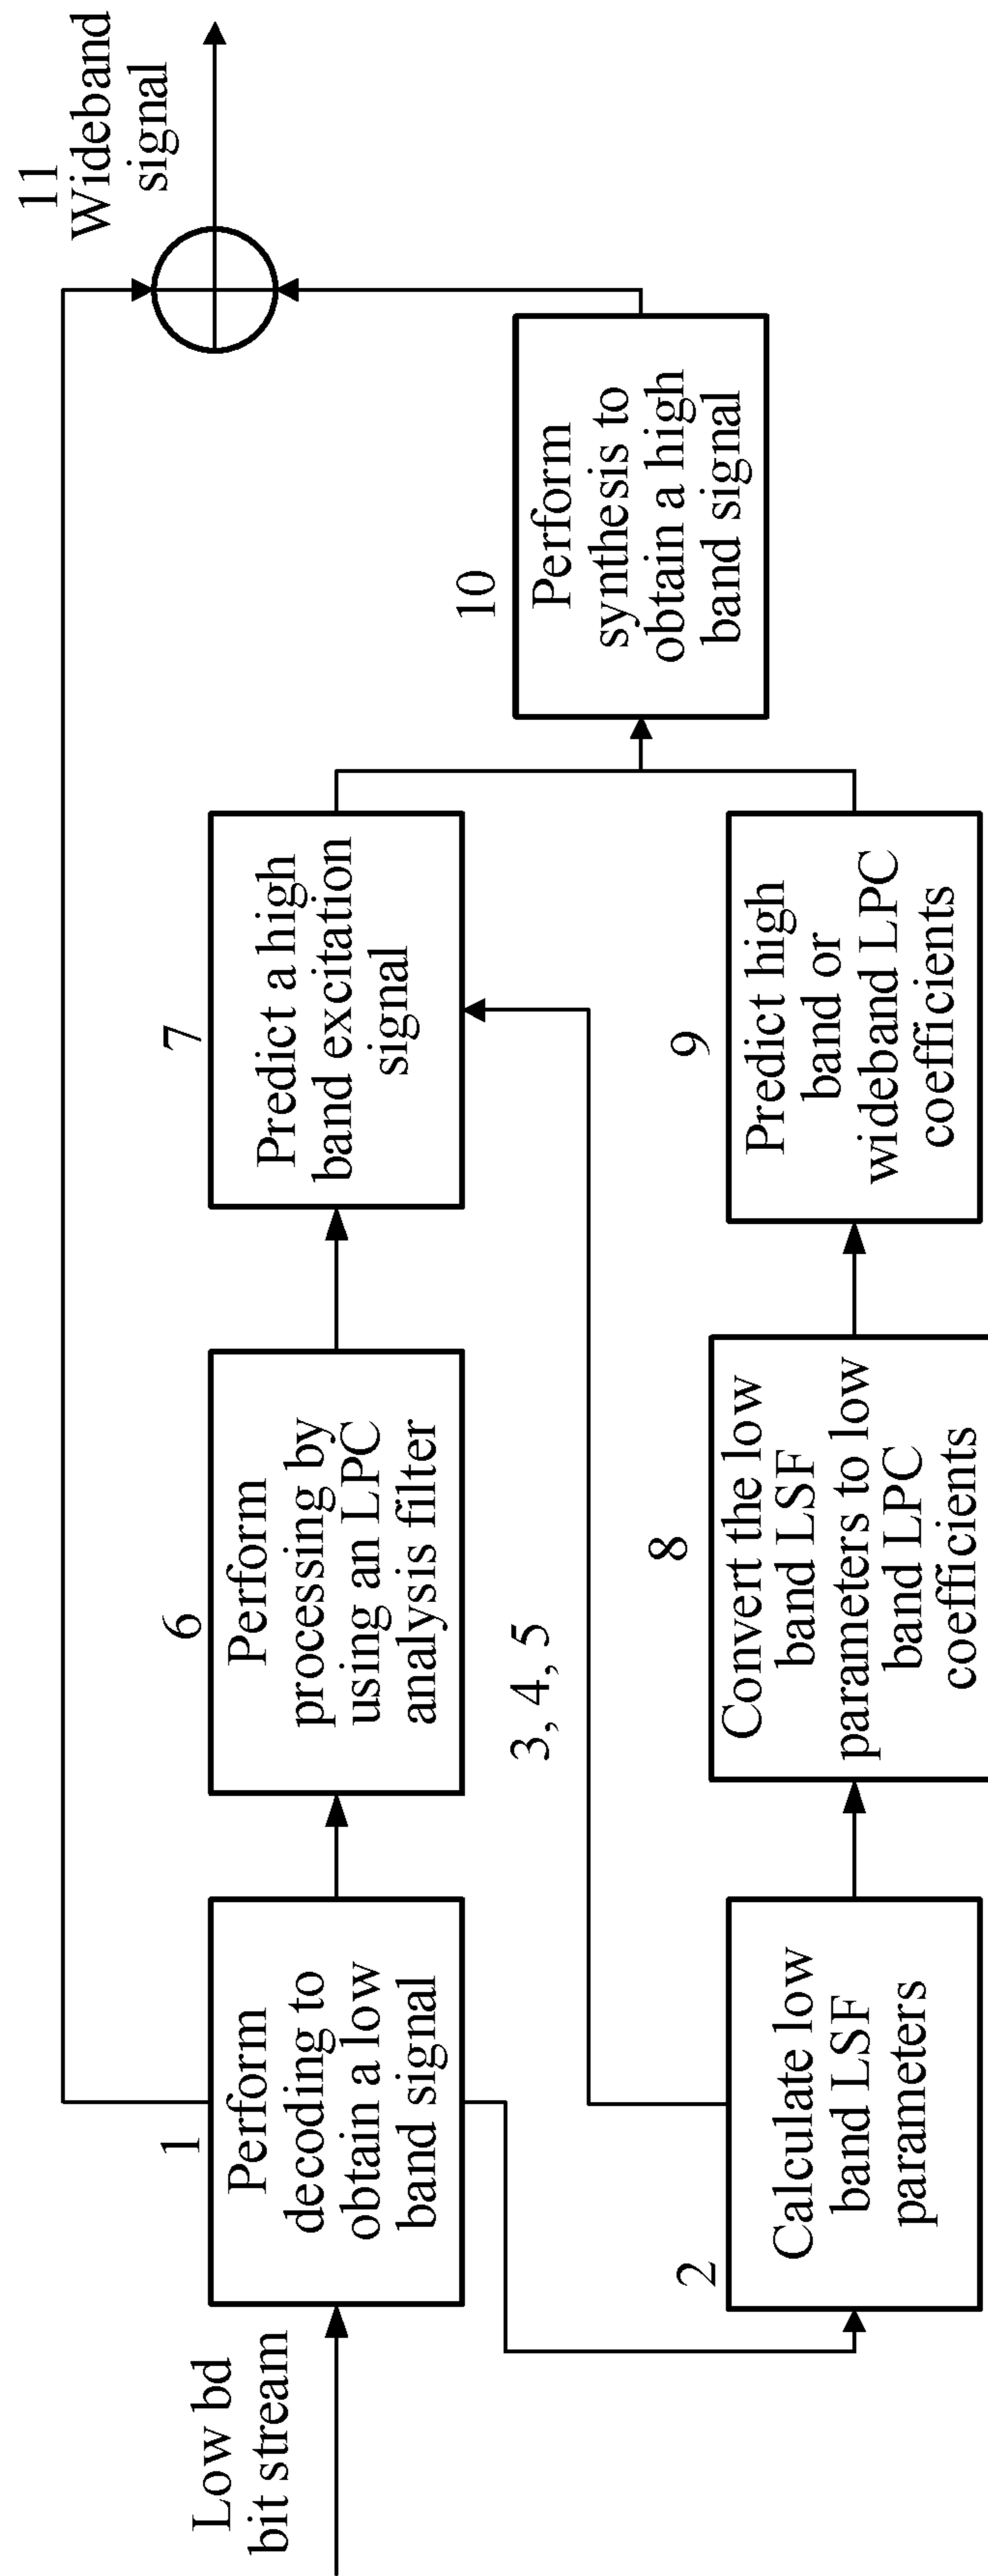 Low bd
bit stream
1
Perform
decoding to
obtain a low
band signal
6
Perform
processing by
using an LPC
analysis filter
7
Predict a high
band excitation
signal
11
Wideband
signal
3, 4, 5
10
Perform
synthesis to
obtain a high
band signal
2
Calculate low
band LSF
parameters
8
Convert the low
band LSF
parameters to low
band LPC
coefficients
9
Predict high
band or
wideband LPC
coefficients